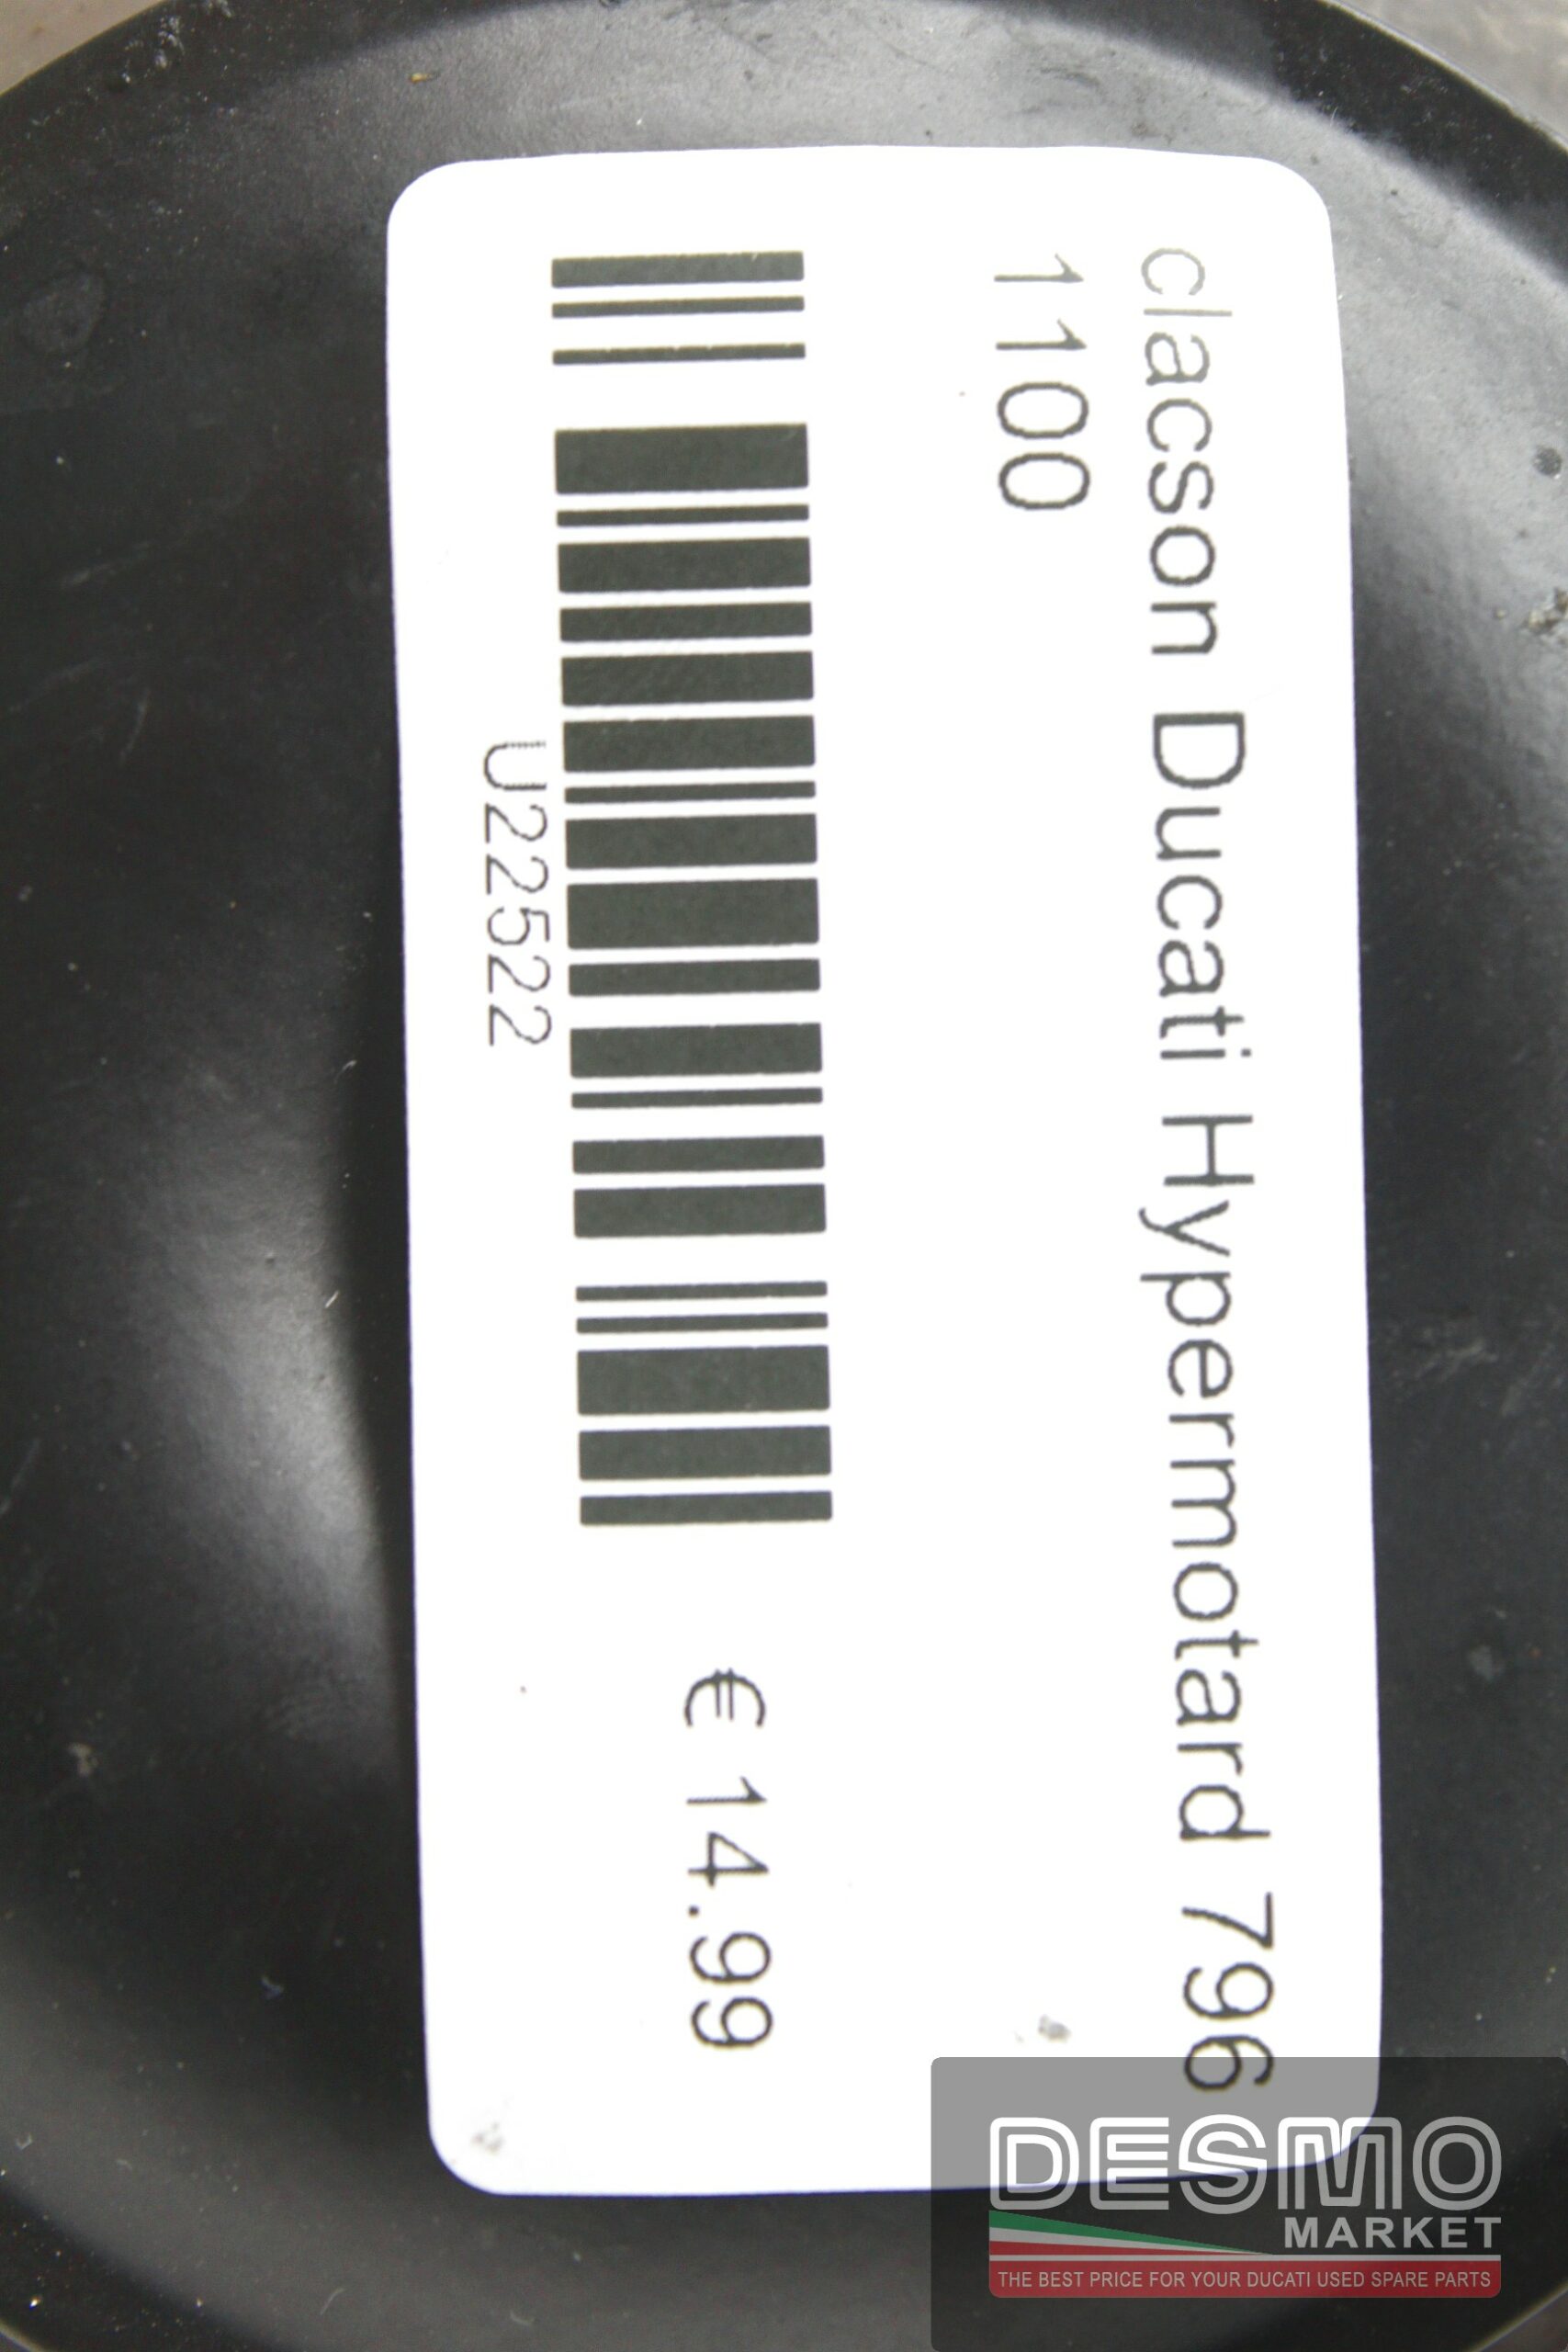 clacson Ducati Hypermotard 796
1100
U22522
€ 14.99
DESMO
MARKET
THE BEST PRICE FOR YOUR DUCATI USED SPARE PARTS